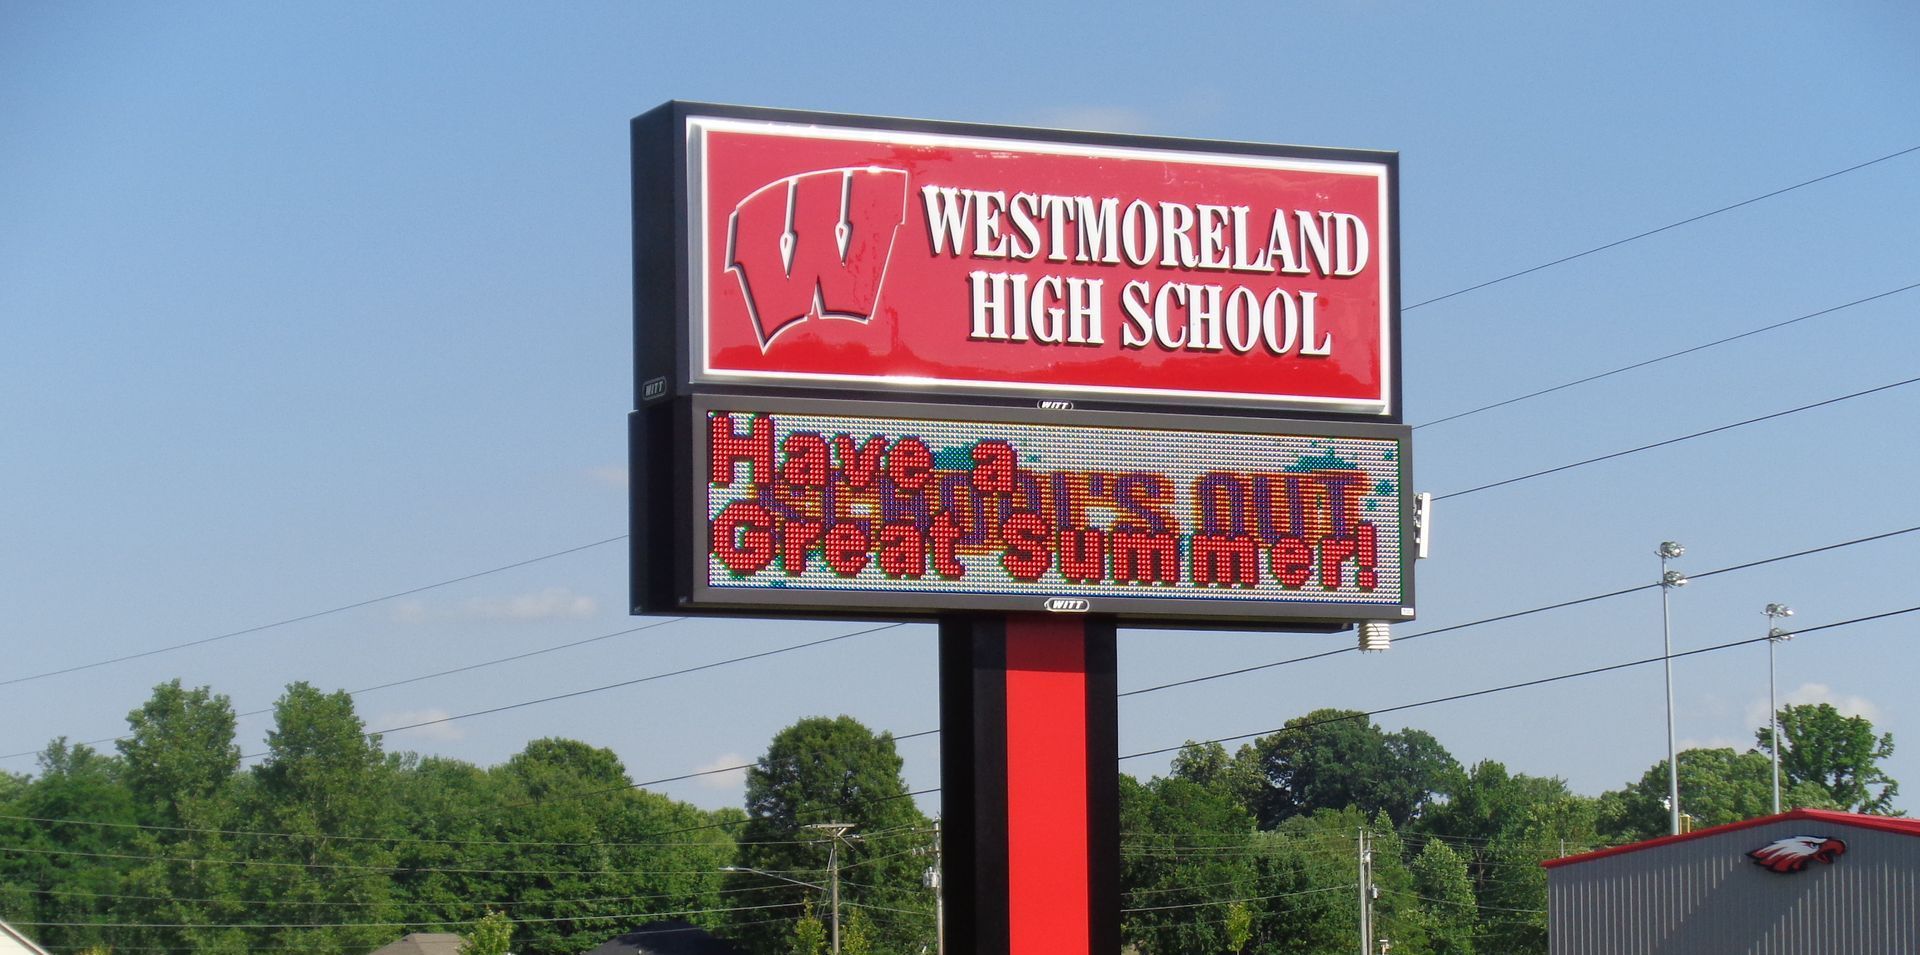 W
WESTMORELAND
HIGH SCHOOL
WITT
WITT
Have a
SCHOOL'S OUT
Great Summer!
WITT